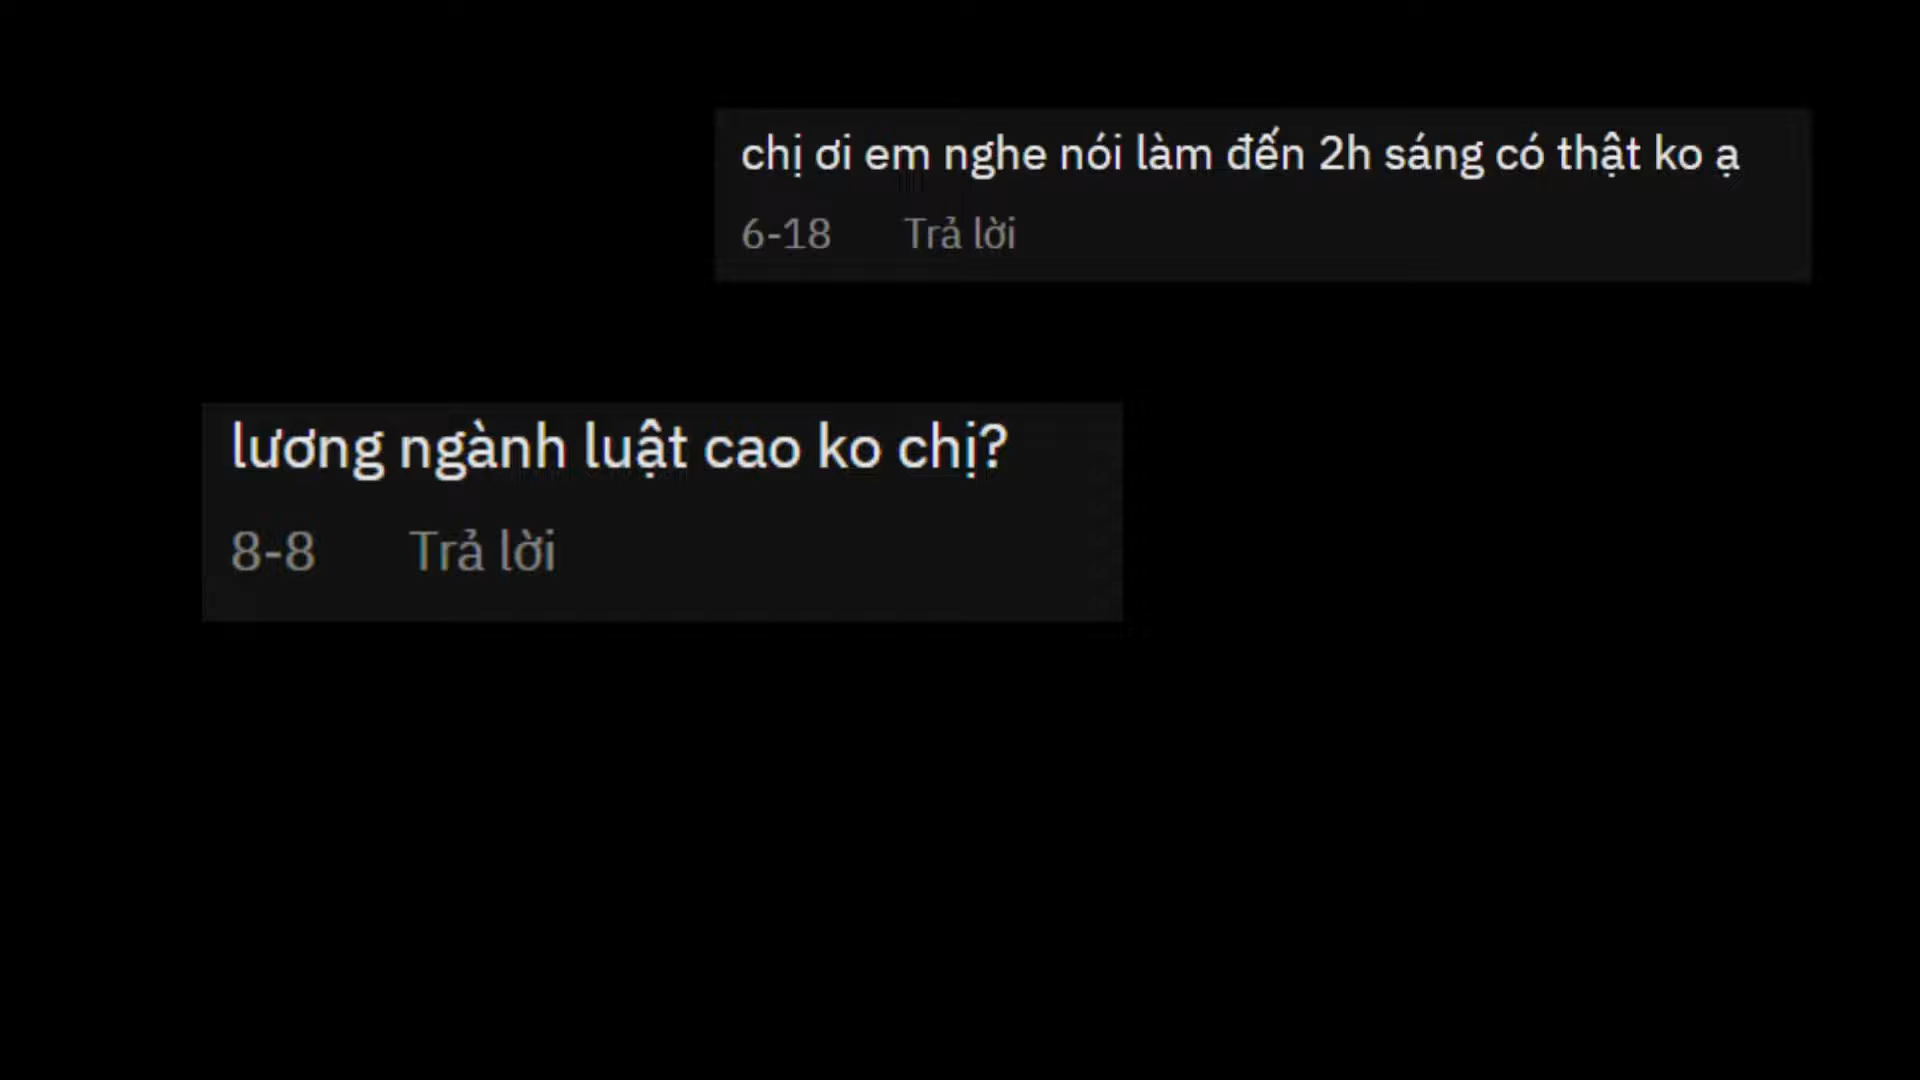 chị ơi em nghe nói làm đến 2h sáng có thật ko ạ
6-18 Trả lời
lương ngành luật cao ko chị?
8-8 Trả lời